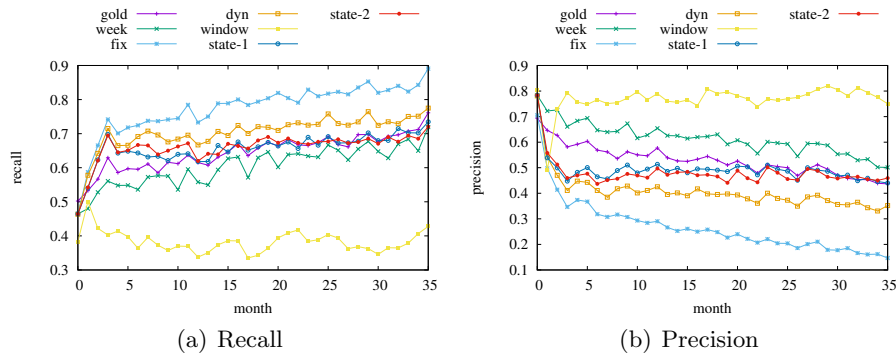 gold
week
fix
dyn
window
state-1
state-2
0.9
0.8
0.7
0.6
0.5
0.4
0.3
recall
0 5 10 15 20 25 30 35
month
(a) Recall
gold
week
fix
dyn
window
state-1
state-2
0.9
0.8
0.7
0.6
0.5
0.4
0.3
0.2
0.1
precision
0 5 10 15 20 25 30 35
month
(b) Precision